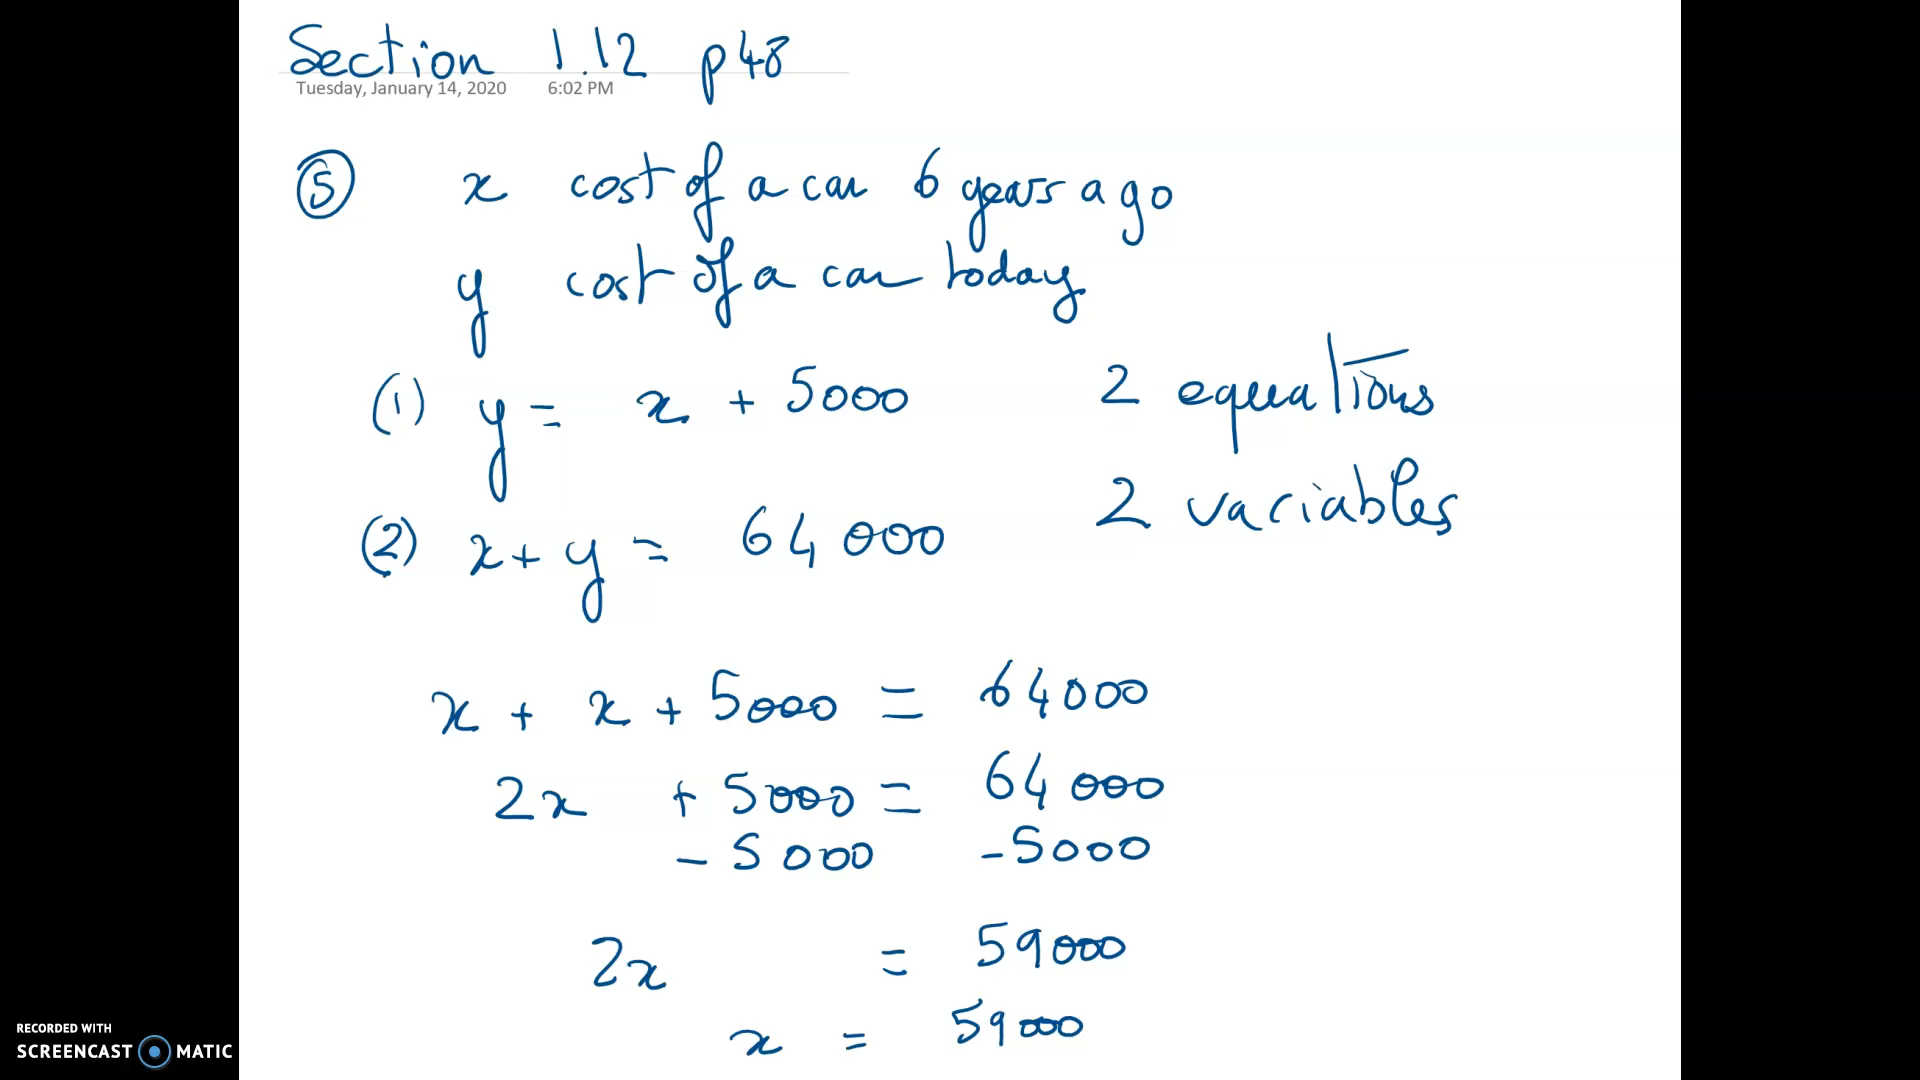 Section 1.12 p48
Tuesday, January 14, 2020 6:02 PM
5 x cost of a car 6 years ago
y cost of a car today
(1) y = x + 5000 2 equations
(2) x + y = 64 000 2 variables
x + x + 5000 = 64000
2x + 5000 = 64 000
- 5000 -5000
2x = 59000
x = 59000
RECORDED WITH
SCREENCAST MATIC